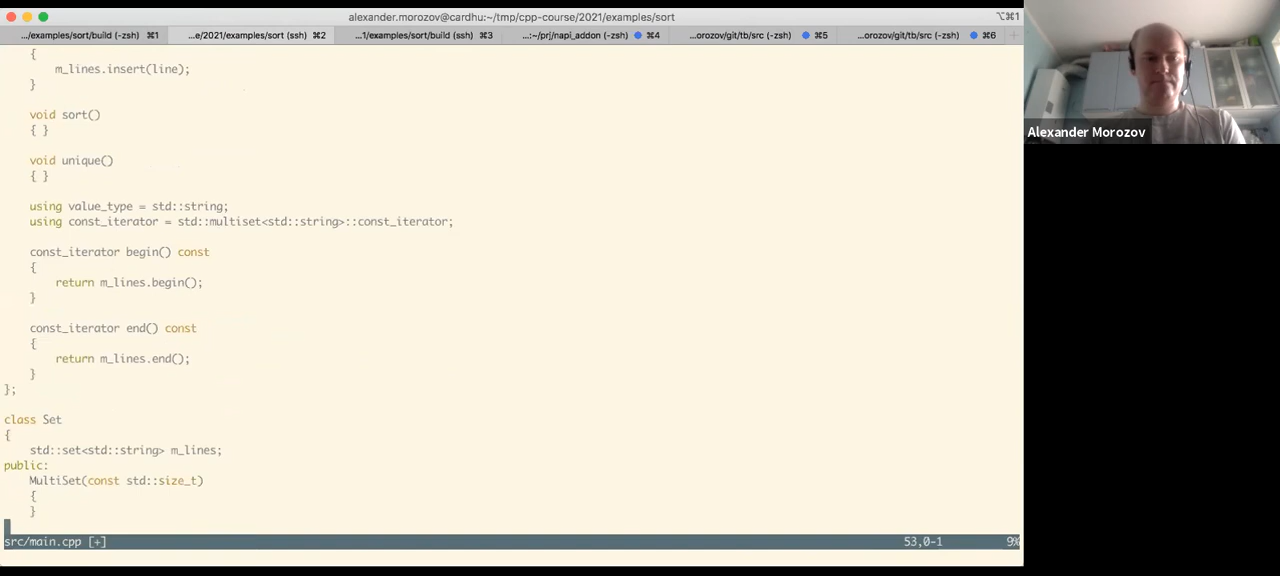 alexander.morozov@cardhu:~/tmp/cpp-course/2021/examples/sort
⌥⌘1
.../examples/sort/build (-zsh) ⌘1
...e/2021/examples/sort (ssh) ⌘2
...1/examples/sort/build (ssh) ⌘3
...:~/prj/napi_addon (-zsh) ⌘4
...orozov/git/tb/src (-zsh) ⌘5
...orozov/git/tb/src (-zsh) ⌘6
{
m_lines.insert(line);
}
void sort()
{ }
void unique()
{ }
using value_type = std::string;
using const_iterator = std::multiset<std::string>::const_iterator;
const_iterator begin() const
{
return m_lines.begin();
}
const_iterator end() const
{
return m_lines.end();
}
};
class Set
{
std::set<std::string> m_lines;
public:
MultiSet(const std::size_t)
{
}
src/main.cpp [+]
53,0-1
9%
Alexander Morozov